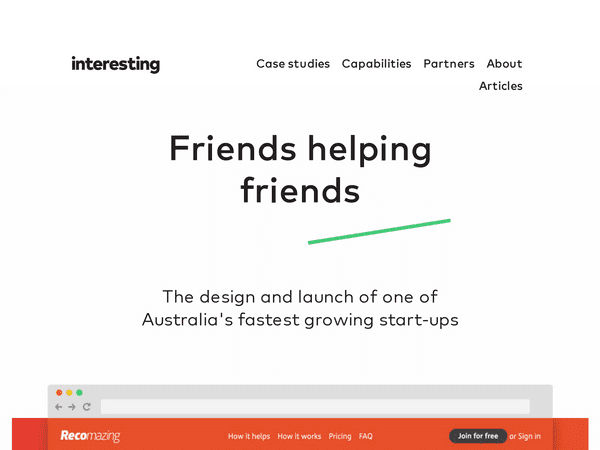 interesting
Case studies Capabilities Partners About
Articles
Friends helping
friends
The design and launch of one of
Australia's fastest growing start-ups
Recomazing
How it helps How it works Pricing FAQ
Join for free or Sign in